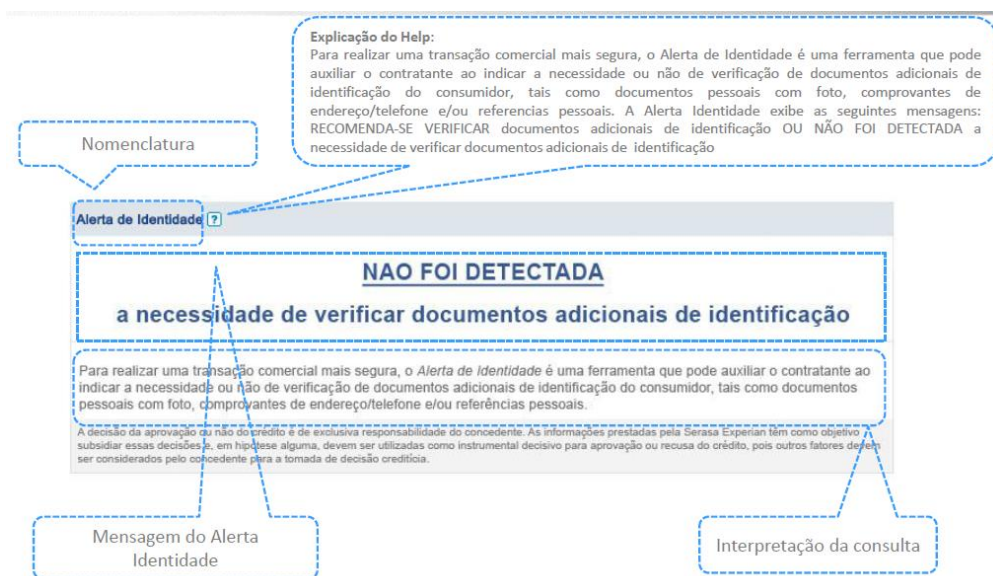 Explicação do Help:
Para realizar uma transação comercial mais segura, o Alerta de Identidade é uma ferramenta que pode
auxiliar o contratante ao indicar a necessidade ou não de verificação de documentos adicionais de
identificação do consumidor, tais como documentos pessoais com foto, comprovantes de
endereço/telefone e/ou referencias pessoais. A Alerta Identidade exibe as seguintes mensagens:
RECOMENDA-SE VERIFICAR documentos adicionais de identificação OU NÃO FOI DETECTADA a
necessidade de verificar documentos adicionais de identificação
Nomenclatura
Alerta de Identidade ?
NAO FOI DETECTADA
a necessidade de verificar documentos adicionais de identificação
Para realizar uma transação comercial mais segura, o Alerta de Identidade é uma ferramenta que pode auxiliar o contratante ao
indicar a necessidade ou não de verificação de documentos adicionais de identificação do consumidor, tais como documentos
pessoais com foto, comprovantes de endereço/telefone e/ou referências pessoais.
A decisão da aprovação ou não do crédito é de exclusiva responsabilidade do concedente. As informações prestadas pela Serasa Experian têm como objetivo
subsidiar essas decisões e, em hipótese alguma, devem ser utilizadas como instrumental decisivo para aprovação ou recusa do crédito, pois outros fatores devem
ser considerados pelo concedente para a tomada de decisão creditícia.
Mensagem do Alerta
Identidade
Interpretação da consulta